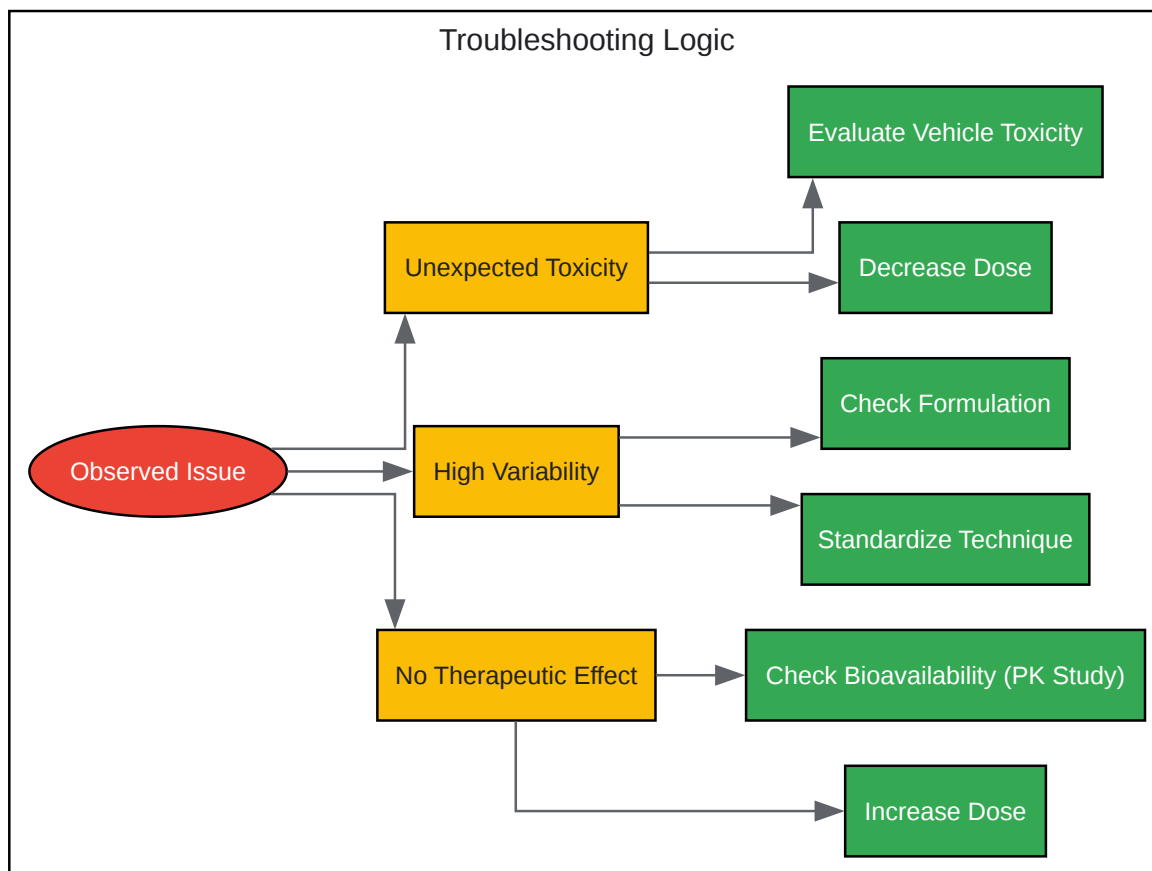 Troubleshooting Logic
Evaluate Vehicle Toxicity
Unexpected Toxicity
Decrease Dose
Check Formulation
Observed Issue
High Variability
Standardize Technique
No Therapeutic Effect
Check Bioavailability (PK Study)
Increase Dose